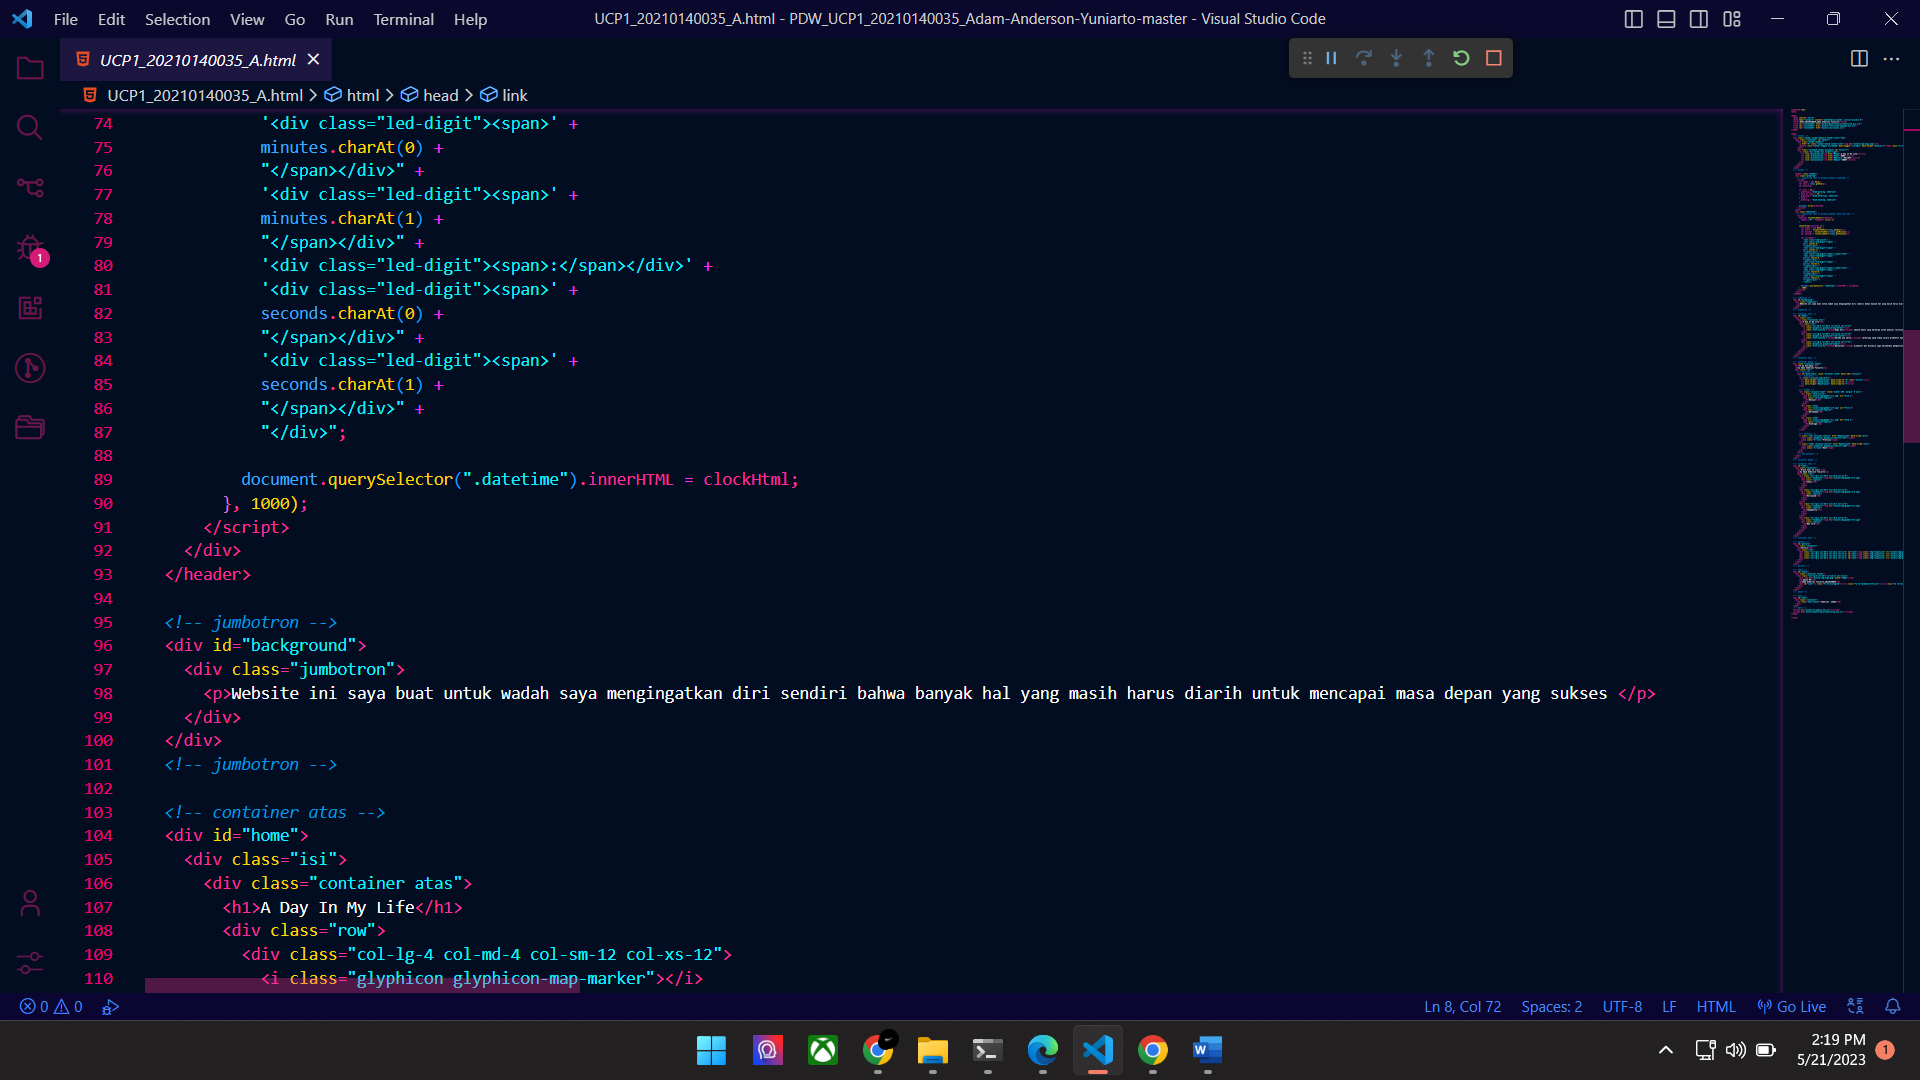 File Edit Selection View Go Run Terminal Help
UCP1_20210140035_A.html - PDW_UCP1_20210140035_Adam-Anderson-Yuniarto-master - Visual Studio Code
UCP1_20210140035_A.html
UCP1_20210140035_A.html > html > head > link
74 '<div class="led-digit"><span>' +
75 minutes.charAt(0) +
76 "</span></div>" +
77 '<div class="led-digit"><span>' +
78 minutes.charAt(1) +
79 "</span></div>" +
80 '<div class="led-digit"><span>:</span></div>' +
81 '<div class="led-digit"><span>' +
82 seconds.charAt(0) +
83 "</span></div>" +
84 '<div class="led-digit"><span>' +
85 seconds.charAt(1) +
86 "</span></div>" +
87 "</div>";
88
89 document.querySelector(".datetime").innerHTML = clockHtml;
90 }, 1000);
91 </script>
92 </div>
93 </header>
94
95 <!-- jumbotron -->
96 <div id="background">
97 <div class="jumbotron">
98 <p>Website ini saya buat untuk wadah saya mengingatkan diri sendiri bahwa banyak hal yang masih harus diarih untuk mencapai masa depan yang sukses </p>
99 </div>
100 </div>
101 <!-- jumbotron -->
102
103 <!-- container atas -->
104 <div id="home">
105 <div class="isi">
106 <div class="container atas">
107 <h1>A Day In My Life</h1>
108 <div class="row">
109 <div class="col-lg-4 col-md-4 col-sm-12 col-xs-12">
110 <i class="glyphicon glyphicon-map-marker"></i>
1
0 0
Ln 8, Col 72 Spaces: 2 UTF-8 LF HTML Go Live
2:19 PM
5/21/2023
1